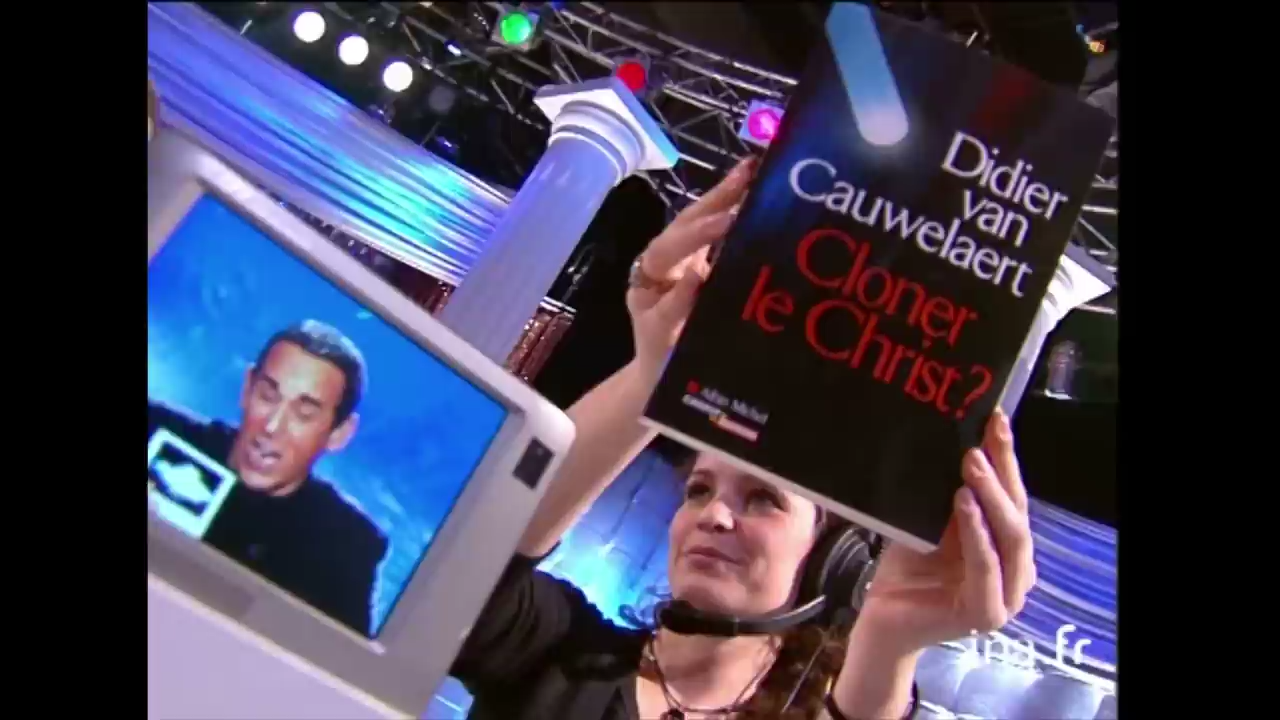 Didier
van
Cauwelaert
Cloner
le Christ?
Albin Michel
ina.fr